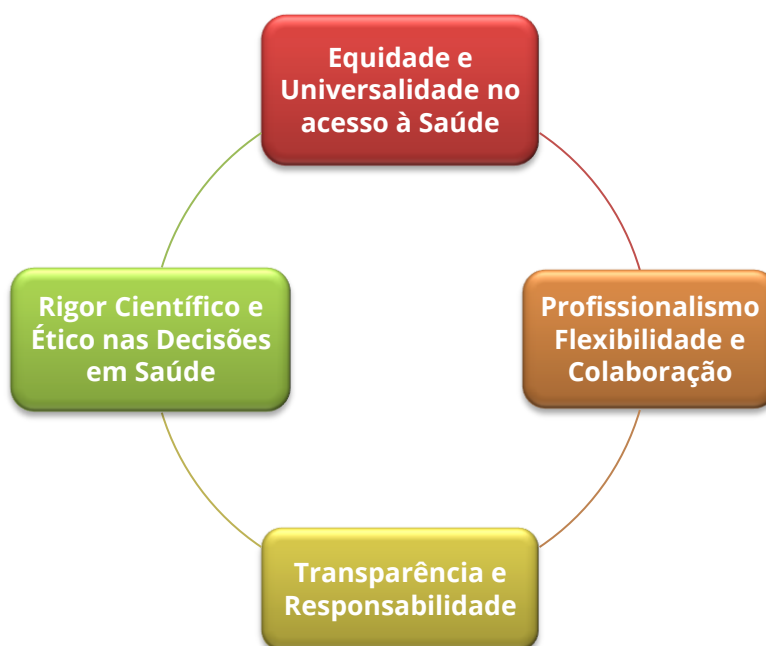 Equidade e
Universalidade no
acesso à Saúde
Rigor Científico e
Ético nas Decisões
em Saúde
Profissionalismo
Flexibilidade e
Colaboração
Transparência e
Responsabilidade